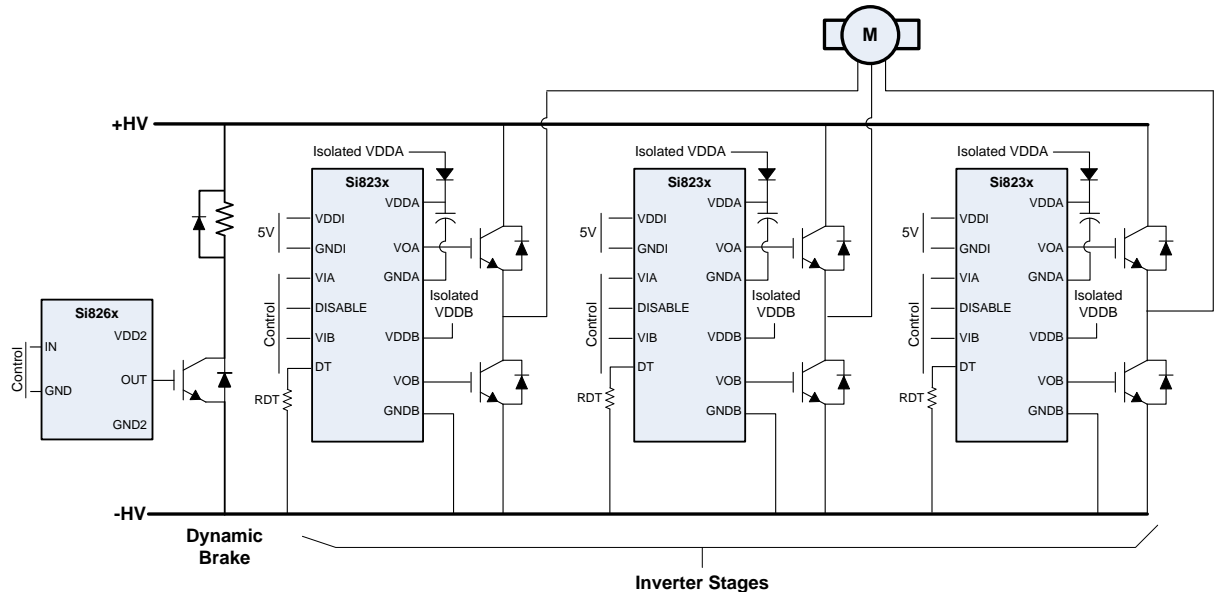 M
+HV
Isolated VDDA
Si823x
VDDA
VDDI
5V
GNDI
VOA
VIA
GNDA
DISABLE
Isolated
VDDB
Control
VIB
VDDB
DT
VOB
RDT
GNDB
Isolated VDDA
Si823x
VDDA
VDDI
5V
GNDI
VOA
VIA
GNDA
DISABLE
Isolated
VDDB
Control
VIB
VDDB
DT
VOB
RDT
GNDB
Isolated VDDA
Si823x
VDDA
VDDI
5V
GNDI
VOA
VIA
GNDA
DISABLE
Isolated
VDDB
Control
VIB
VDDB
DT
VOB
RDT
GNDB
Si826x
VDD2
IN
Control
OUT
GND
GND2
-HV
Dynamic
Brake
Inverter Stages